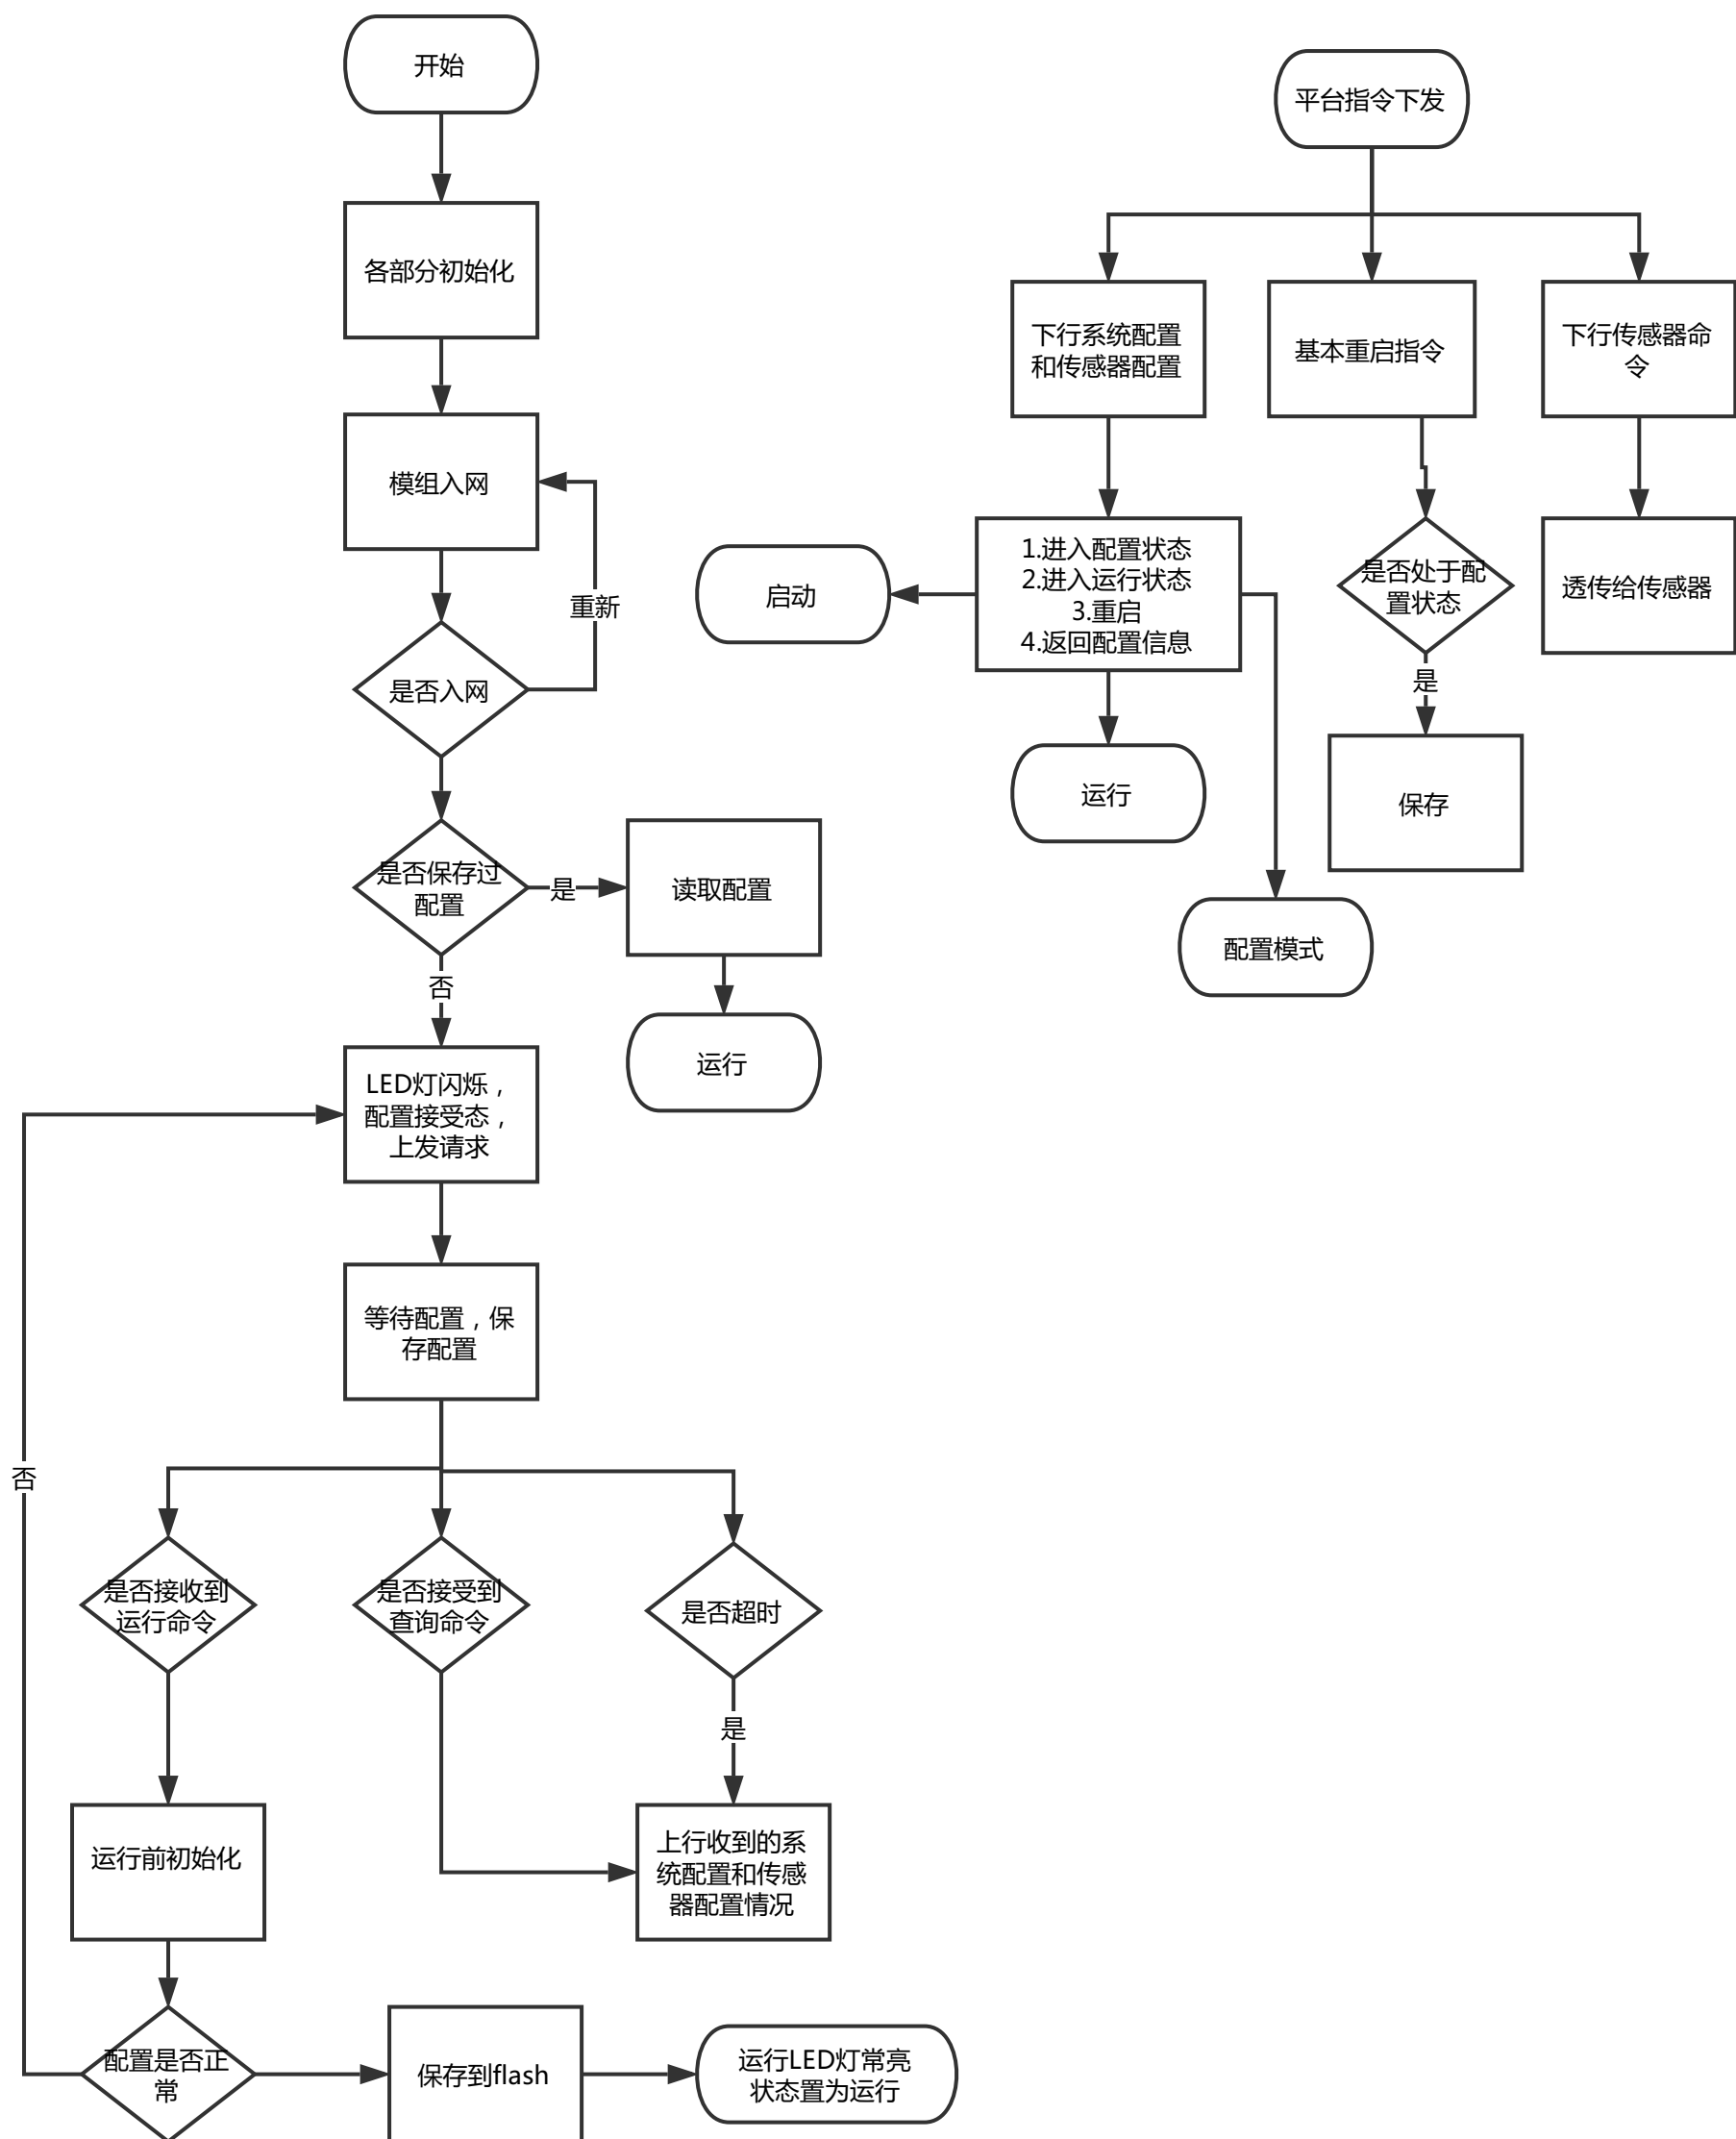 开始
各部分初始化
模组入网
重新
是否入网
是否保存过
配置
是
读取配置
运行
否
LED灯闪烁，
配置接受态，
上发请求
等待配置，保
存配置
否
是否接收到
运行命令
是否接受到
查询命令
是否超时
是
运行前初始化
上行收到的系
统配置和传感
器配置情况
配置是否正
常
保存到flash
运行LED灯常亮
状态置为运行
平台指令下发
下行系统配置
和传感器配置
基本重启指令
下行传感器命
令
启动
1.进入配置状态
2.进入运行状态
3.重启
4.返回配置信息
是否处于配
置状态
透传给传感器
是
运行
保存
配置模式